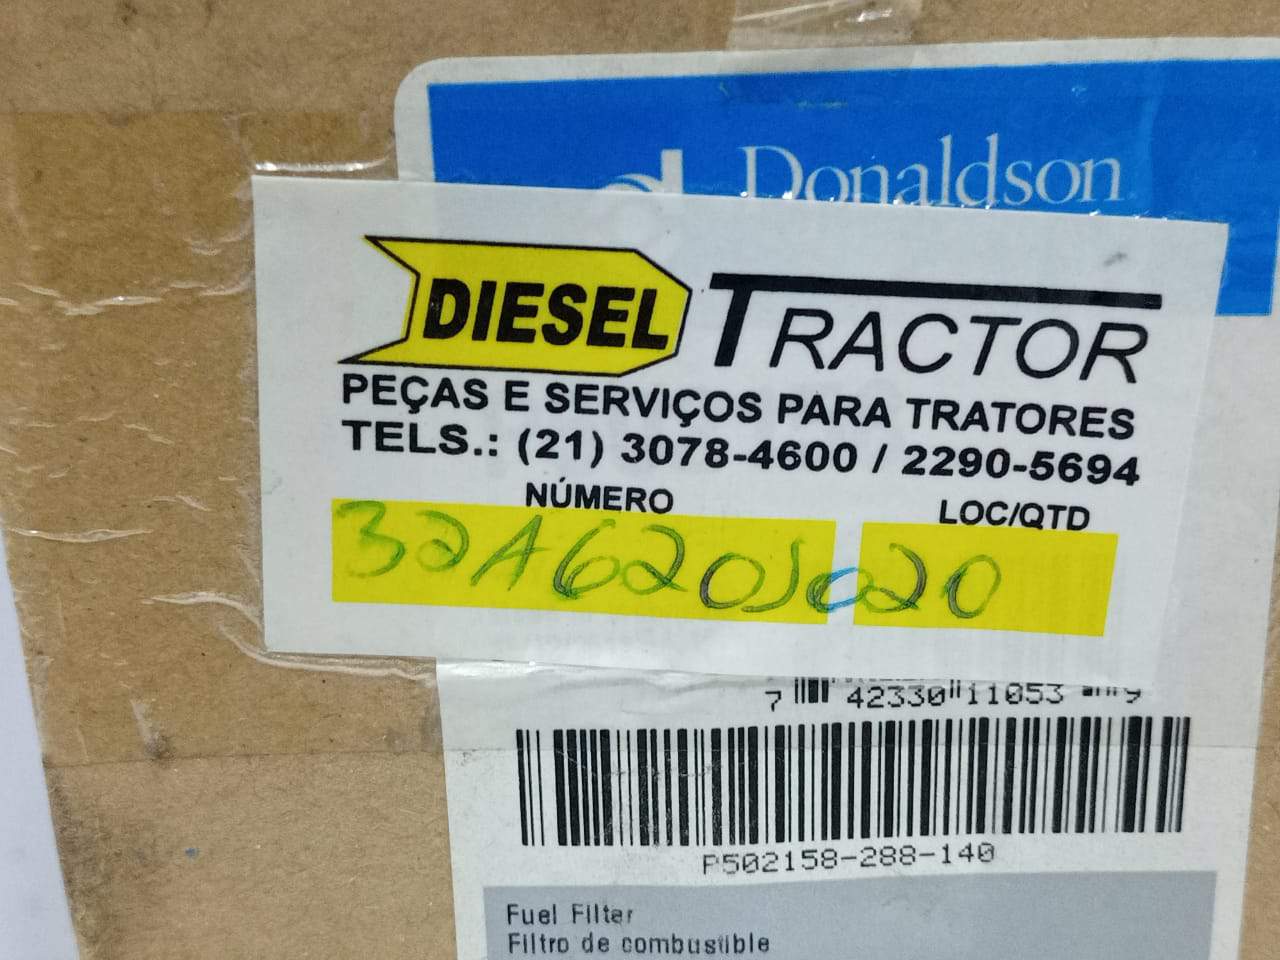 Donaldson
DIESEL TRACTOR
PEÇAS E SERVIÇOS PARA TRATORES
TELS.: (21) 3078-4600 / 2290-5694
NÚMERO LOC/QTD
32A620J020
7 42330 11053 9
P502158-288-140
Fuel Filter
Filtro de combustible